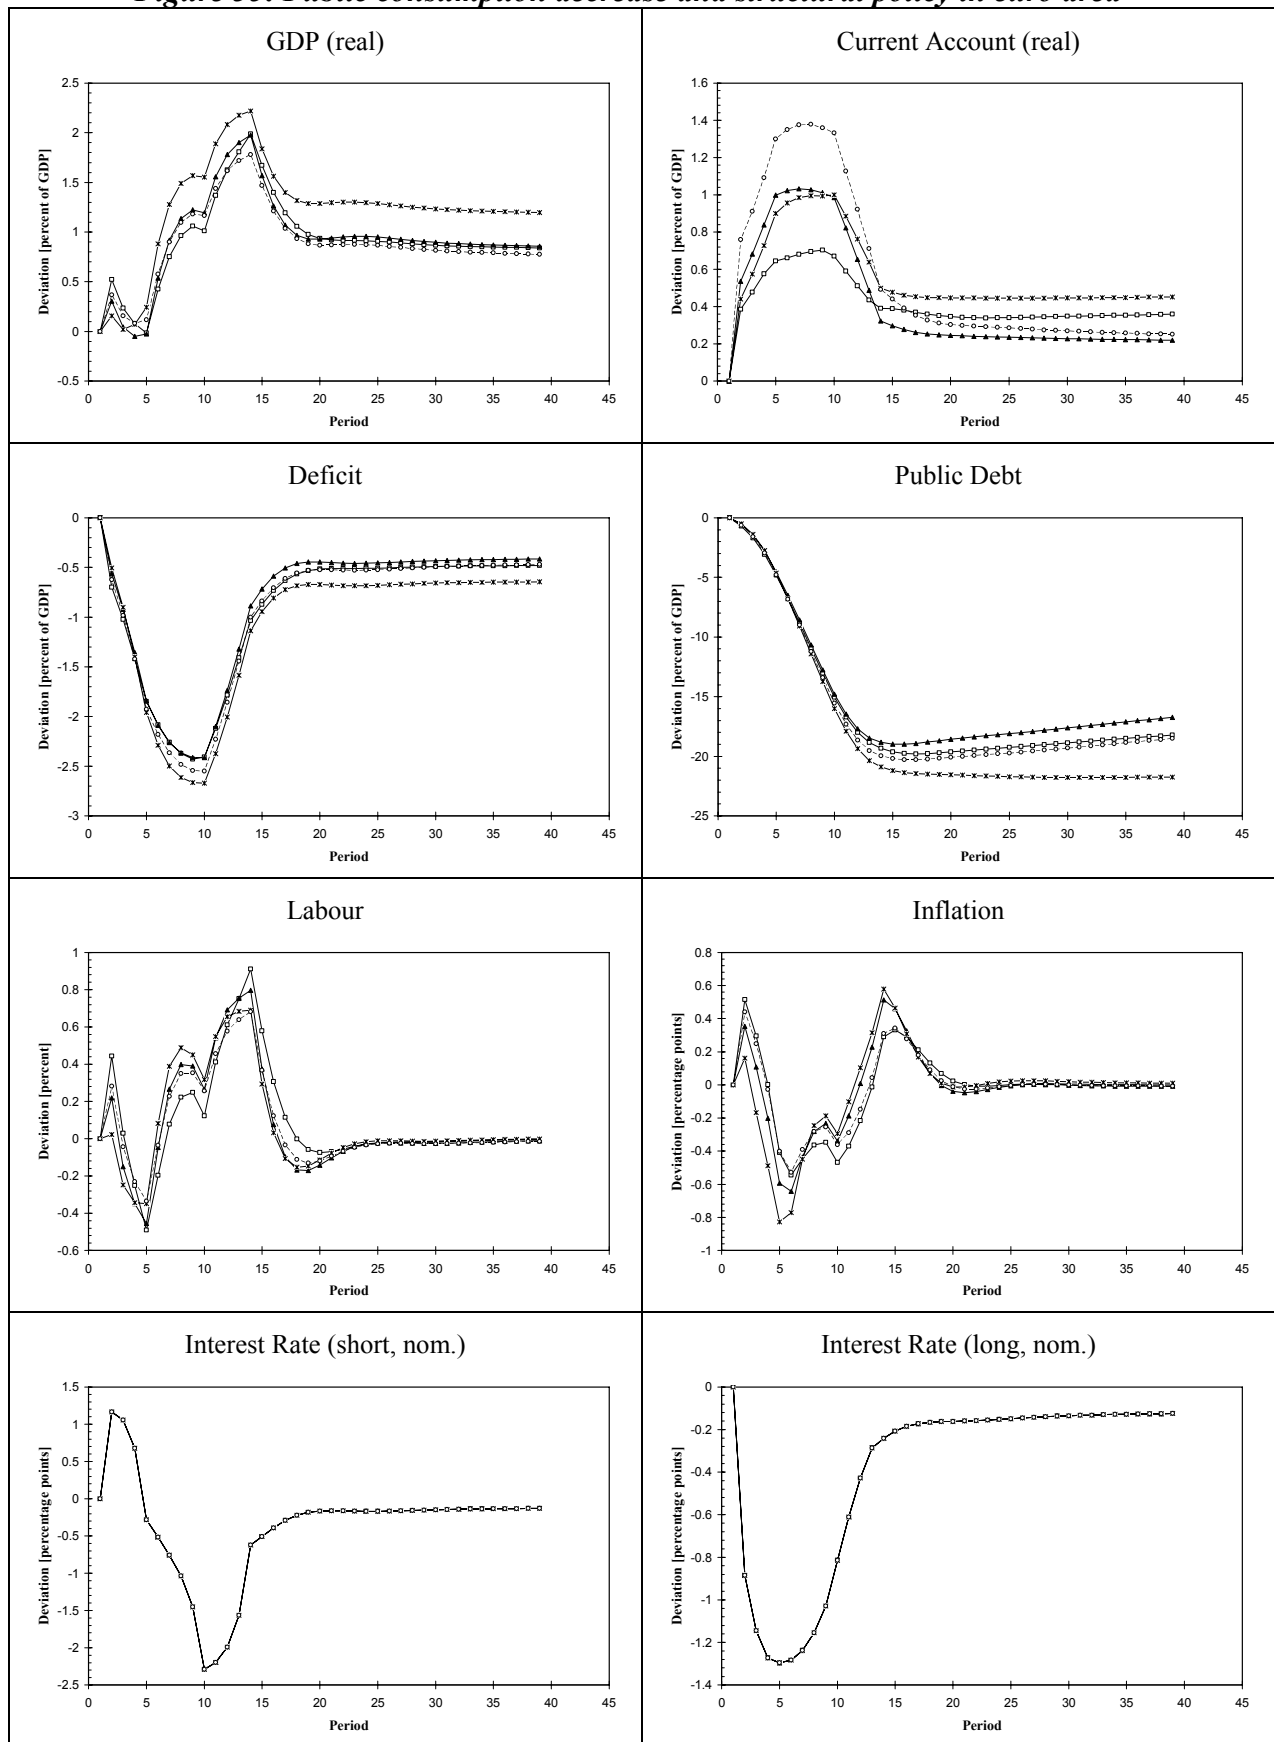 Figure
Public consumption decrease and structural policy in euro area
GDP (real)
Deviation [percent of GDP]
2.5
2
1.5
1
0.5
0
-0.5
0 5 10 15 20 25 30 35 40 45
Period
Current Account (real)
Deviation [percent of GDP]
1.6
1.4
1.2
1
0.8
0.6
0.4
0.2
0
0 5 10 15 20 25 30 35 40 45
Period
Deficit
Deviation [percent of GDP]
0
-0.5
-1
-1.5
-2
-2.5
-3
0 5 10 15 20 25 30 35 40 45
Period
Public Debt
Deviation [percent of GDP]
0
-5
-10
-15
-20
-25
0 5 10 15 20 25 30 35 40 45
Period
Labour
Deviation [percent]
1
0.8
0.6
0.4
0.2
0
-0.2
-0.4
-0.6
0 5 10 15 20 25 30 35 40 45
Period
Inflation
Deviation [percentage points]
0.8
0.6
0.4
0.2
0
-0.2
-0.4
-0.6
-0.8
-1
0 5 10 15 20 25 30 35 40 45
Period
Interest Rate (short, nom.)
Deviation [percentage points]
1.5
1
0.5
0
-0.5
-1
-1.5
-2
-2.5
0 5 10 15 20 25 30 35 40 45
Period
Interest Rate (long, nom.)
Deviation [percentage points]
0
-0.2
-0.4
-0.6
-0.8
-1
-1.2
-1.4
0 5 10 15 20 25 30 35 40 45
Period